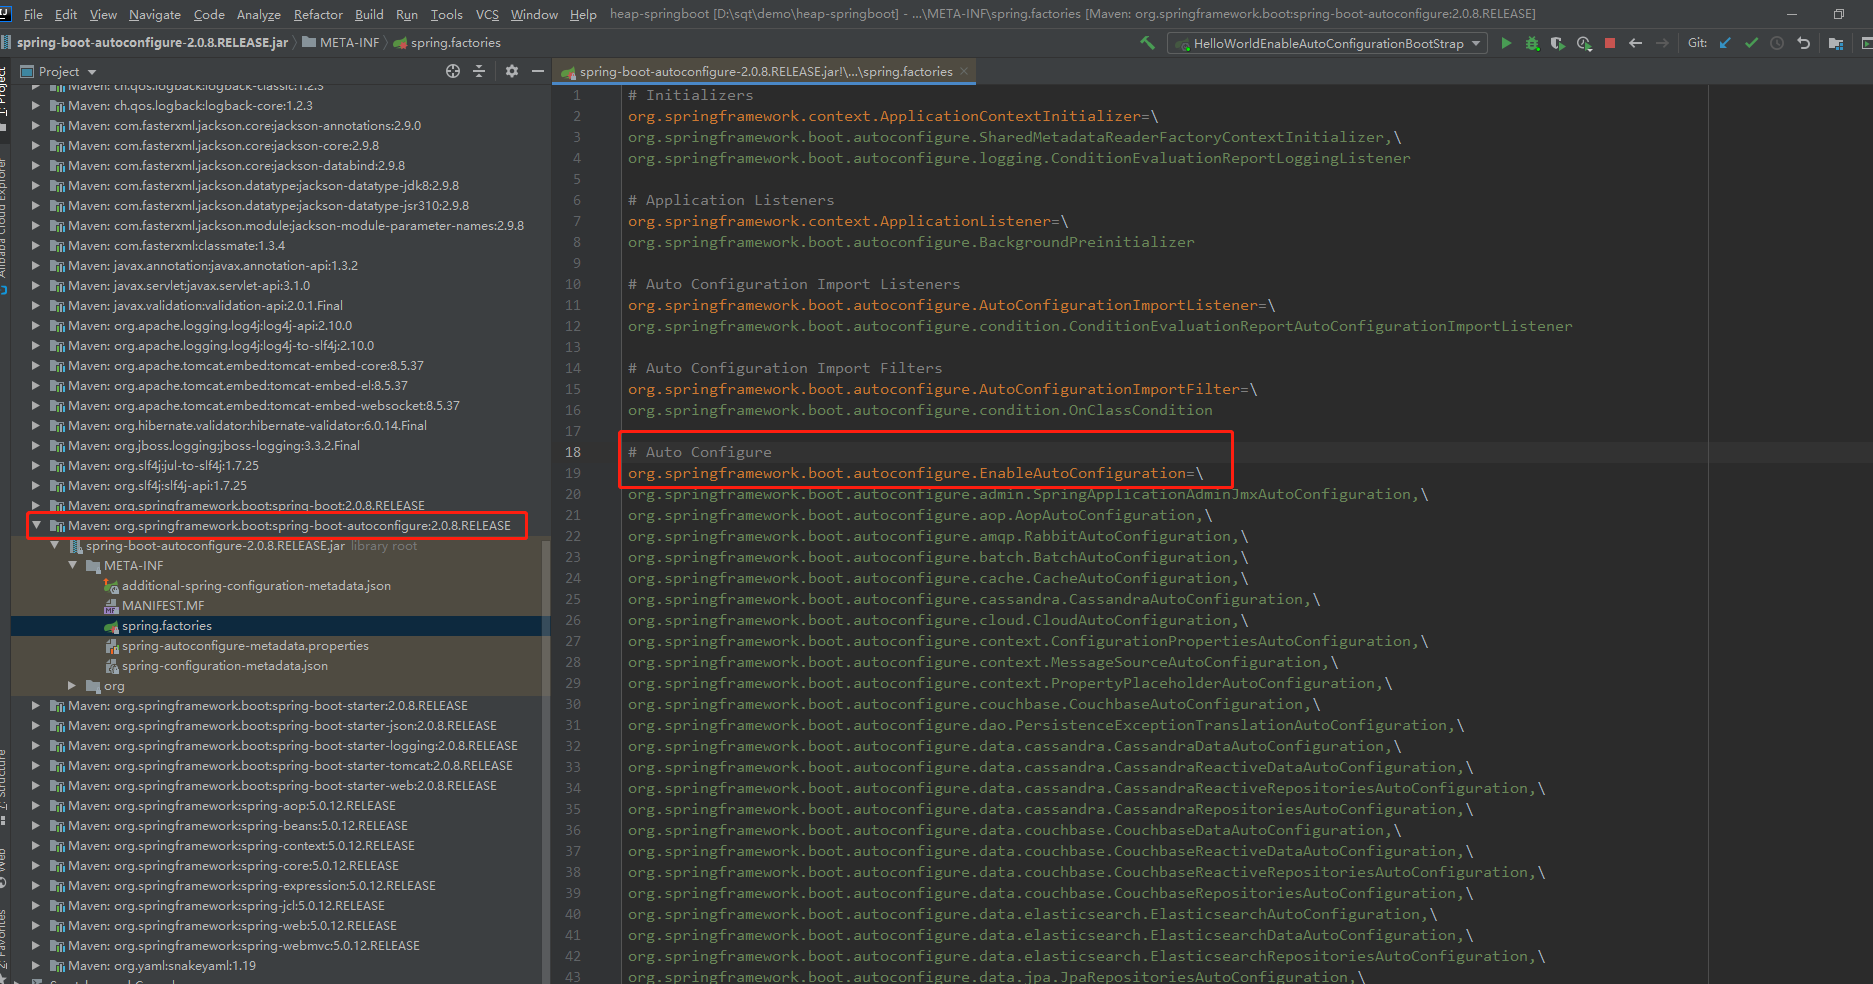 File Edit View Navigate Code Analyze Refactor Build Run Tools VCS Window Help heap-springboot [D:\sqt\demo\heap-springboot] - ...\META-INF\spring.factories [Maven: org.springframework.boot:spring-boot-autoconfigure:2.0.8.RELEASE]
spring-boot-autoconfigure-2.0.8.RELEASE.jar META-INF spring.factories HelloWorldEnableAutoConfigurationBootStrap Git:
Project
spring-boot-autoconfigure-2.0.8.RELEASE.jar!\...\spring.factories
1: Project
Alibaba Cloud Explorer
7: Structure
Web
2: Favorites
Maven: ch.qos.logback:logback-classic:1.2.3
Maven: ch.qos.logback:logback-core:1.2.3
Maven: com.fasterxml.jackson.core:jackson-annotations:2.9.0
Maven: com.fasterxml.jackson.core:jackson-core:2.9.8
Maven: com.fasterxml.jackson.core:jackson-databind:2.9.8
Maven: com.fasterxml.jackson.datatype:jackson-datatype-jdk8:2.9.8
Maven: com.fasterxml.jackson.datatype:jackson-datatype-jsr310:2.9.8
Maven: com.fasterxml.jackson.module:jackson-module-parameter-names:2.9.8
Maven: com.fasterxml:classmate:1.3.4
Maven: javax.annotation:javax.annotation-api:1.3.2
Maven: javax.servlet:javax.servlet-api:3.1.0
Maven: javax.validation:validation-api:2.0.1.Final
Maven: org.apache.logging.log4j:log4j-api:2.10.0
Maven: org.apache.logging.log4j:log4j-to-slf4j:2.10.0
Maven: org.apache.tomcat.embed:tomcat-embed-core:8.5.37
Maven: org.apache.tomcat.embed:tomcat-embed-el:8.5.37
Maven: org.apache.tomcat.embed:tomcat-embed-websocket:8.5.37
Maven: org.hibernate.validator:hibernate-validator:6.0.14.Final
Maven: org.jboss.logging:jboss-logging:3.3.2.Final
Maven: org.slf4j:jul-to-slf4j:1.7.25
Maven: org.slf4j:slf4j-api:1.7.25
Maven: org.springframework.boot:spring-boot:2.0.8.RELEASE
Maven: org.springframework.boot:spring-boot-autoconfigure:2.0.8.RELEASE
spring-boot-autoconfigure-2.0.8.RELEASE.jar library root
META-INF
additional-spring-configuration-metadata.json
MANIFEST.MF
spring.factories
spring-autoconfigure-metadata.properties
spring-configuration-metadata.json
org
Maven: org.springframework.boot:spring-boot-starter:2.0.8.RELEASE
Maven: org.springframework.boot:spring-boot-starter-json:2.0.8.RELEASE
Maven: org.springframework.boot:spring-boot-starter-logging:2.0.8.RELEASE
Maven: org.springframework.boot:spring-boot-starter-tomcat:2.0.8.RELEASE
Maven: org.springframework.boot:spring-boot-starter-web:2.0.8.RELEASE
Maven: org.springframework:spring-aop:5.0.12.RELEASE
Maven: org.springframework:spring-beans:5.0.12.RELEASE
Maven: org.springframework:spring-context:5.0.12.RELEASE
Maven: org.springframework:spring-core:5.0.12.RELEASE
Maven: org.springframework:spring-expression:5.0.12.RELEASE
Maven: org.springframework:spring-jcl:5.0.12.RELEASE
Maven: org.springframework:spring-web:5.0.12.RELEASE
Maven: org.springframework:spring-webmvc:5.0.12.RELEASE
Maven: org.yaml:snakeyaml:1.19
1 # Initializers
2 org.springframework.context.ApplicationContextInitializer=\
3 org.springframework.boot.autoconfigure.SharedMetadataReaderFactoryContextInitializer,\
4 org.springframework.boot.autoconfigure.logging.ConditionEvaluationReportLoggingListener
5
6 # Application Listeners
7 org.springframework.context.ApplicationListener=\
8 org.springframework.boot.autoconfigure.BackgroundPreinitializer
9
10 # Auto Configuration Import Listeners
11 org.springframework.boot.autoconfigure.AutoConfigurationImportListener=\
12 org.springframework.boot.autoconfigure.condition.ConditionEvaluationReportAutoConfigurationImportListener
13
14 # Auto Configuration Import Filters
15 org.springframework.boot.autoconfigure.AutoConfigurationImportFilter=\
16 org.springframework.boot.autoconfigure.condition.OnClassCondition
17
18 # Auto Configure
19 org.springframework.boot.autoconfigure.EnableAutoConfiguration=\
20 org.springframework.boot.autoconfigure.admin.SpringApplicationAdminJmxAutoConfiguration,\
21 org.springframework.boot.autoconfigure.aop.AopAutoConfiguration,\
22 org.springframework.boot.autoconfigure.amqp.RabbitAutoConfiguration,\
23 org.springframework.boot.autoconfigure.batch.BatchAutoConfiguration,\
24 org.springframework.boot.autoconfigure.cache.CacheAutoConfiguration,\
25 org.springframework.boot.autoconfigure.cassandra.CassandraAutoConfiguration,\
26 org.springframework.boot.autoconfigure.cloud.CloudAutoConfiguration,\
27 org.springframework.boot.autoconfigure.context.ConfigurationPropertiesAutoConfiguration,\
28 org.springframework.boot.autoconfigure.context.MessageSourceAutoConfiguration,\
29 org.springframework.boot.autoconfigure.context.PropertyPlaceholderAutoConfiguration,\
30 org.springframework.boot.autoconfigure.couchbase.CouchbaseAutoConfiguration,\
31 org.springframework.boot.autoconfigure.dao.PersistenceExceptionTranslationAutoConfiguration,\
32 org.springframework.boot.autoconfigure.data.cassandra.CassandraDataAutoConfiguration,\
33 org.springframework.boot.autoconfigure.data.cassandra.CassandraReactiveDataAutoConfiguration,\
34 org.springframework.boot.autoconfigure.data.cassandra.CassandraReactiveRepositoriesAutoConfiguration,\
35 org.springframework.boot.autoconfigure.data.cassandra.CassandraRepositoriesAutoConfiguration,\
36 org.springframework.boot.autoconfigure.data.couchbase.CouchbaseDataAutoConfiguration,\
37 org.springframework.boot.autoconfigure.data.couchbase.CouchbaseReactiveDataAutoConfiguration,\
38 org.springframework.boot.autoconfigure.data.couchbase.CouchbaseReactiveRepositoriesAutoConfiguration,\
39 org.springframework.boot.autoconfigure.data.couchbase.CouchbaseRepositoriesAutoConfiguration,\
40 org.springframework.boot.autoconfigure.data.elasticsearch.ElasticsearchAutoConfiguration,\
41 org.springframework.boot.autoconfigure.data.elasticsearch.ElasticsearchDataAutoConfiguration,\
42 org.springframework.boot.autoconfigure.data.elasticsearch.ElasticsearchRepositoriesAutoConfiguration,\
43 org.springframework.boot.autoconfigure.data.jpa.JpaRepositoriesAutoConfiguration,\